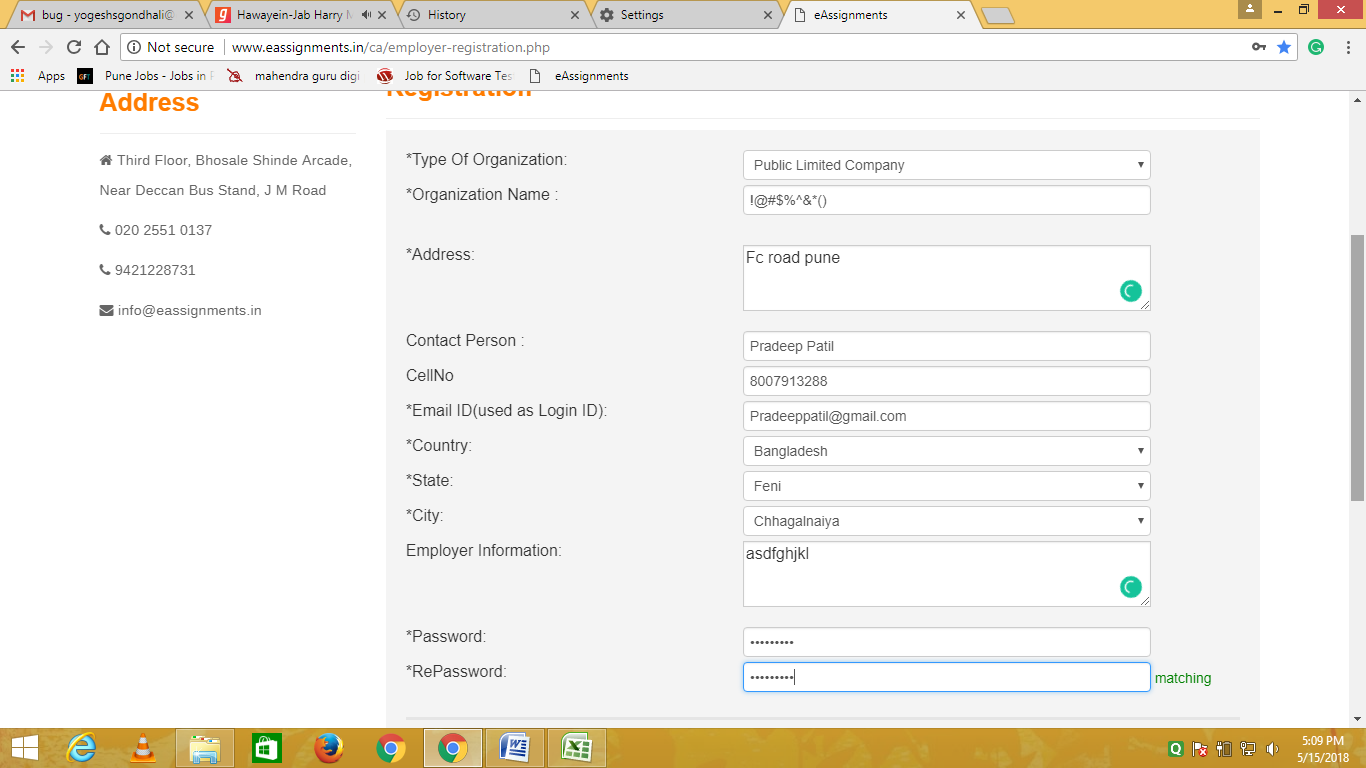 bug - yogeshsgondhali@
Hawayein-Jab Harry M
History
Settings
eAssignments
Not secure
www.eassignments.in/ca/employer-registration.php
Apps
GF!
Pune Jobs - Jobs in P
mahendra guru digi
Job for Software Tes
eAssignments
Address
Third Floor, Bhosale Shinde Arcade,
Near Deccan Bus Stand, J M Road
020 2551 0137
9421228731
info@eassignments.in
Registration
*Type Of Organization:
Public Limited Company
*Organization Name :
!@#$%^&*()
*Address:
Fc road pune
Contact Person :
Pradeep Patil
CellNo
8007913288
*Email ID(used as Login ID):
Pradeeppatil@gmail.com
*Country:
Bangladesh
*State:
Feni
*City:
Chhagalnaiya
Employer Information:
asdfghjkl
*Password:
•••••••••
*RePassword:
•••••••••
matching
5:09 PM
5/15/2018